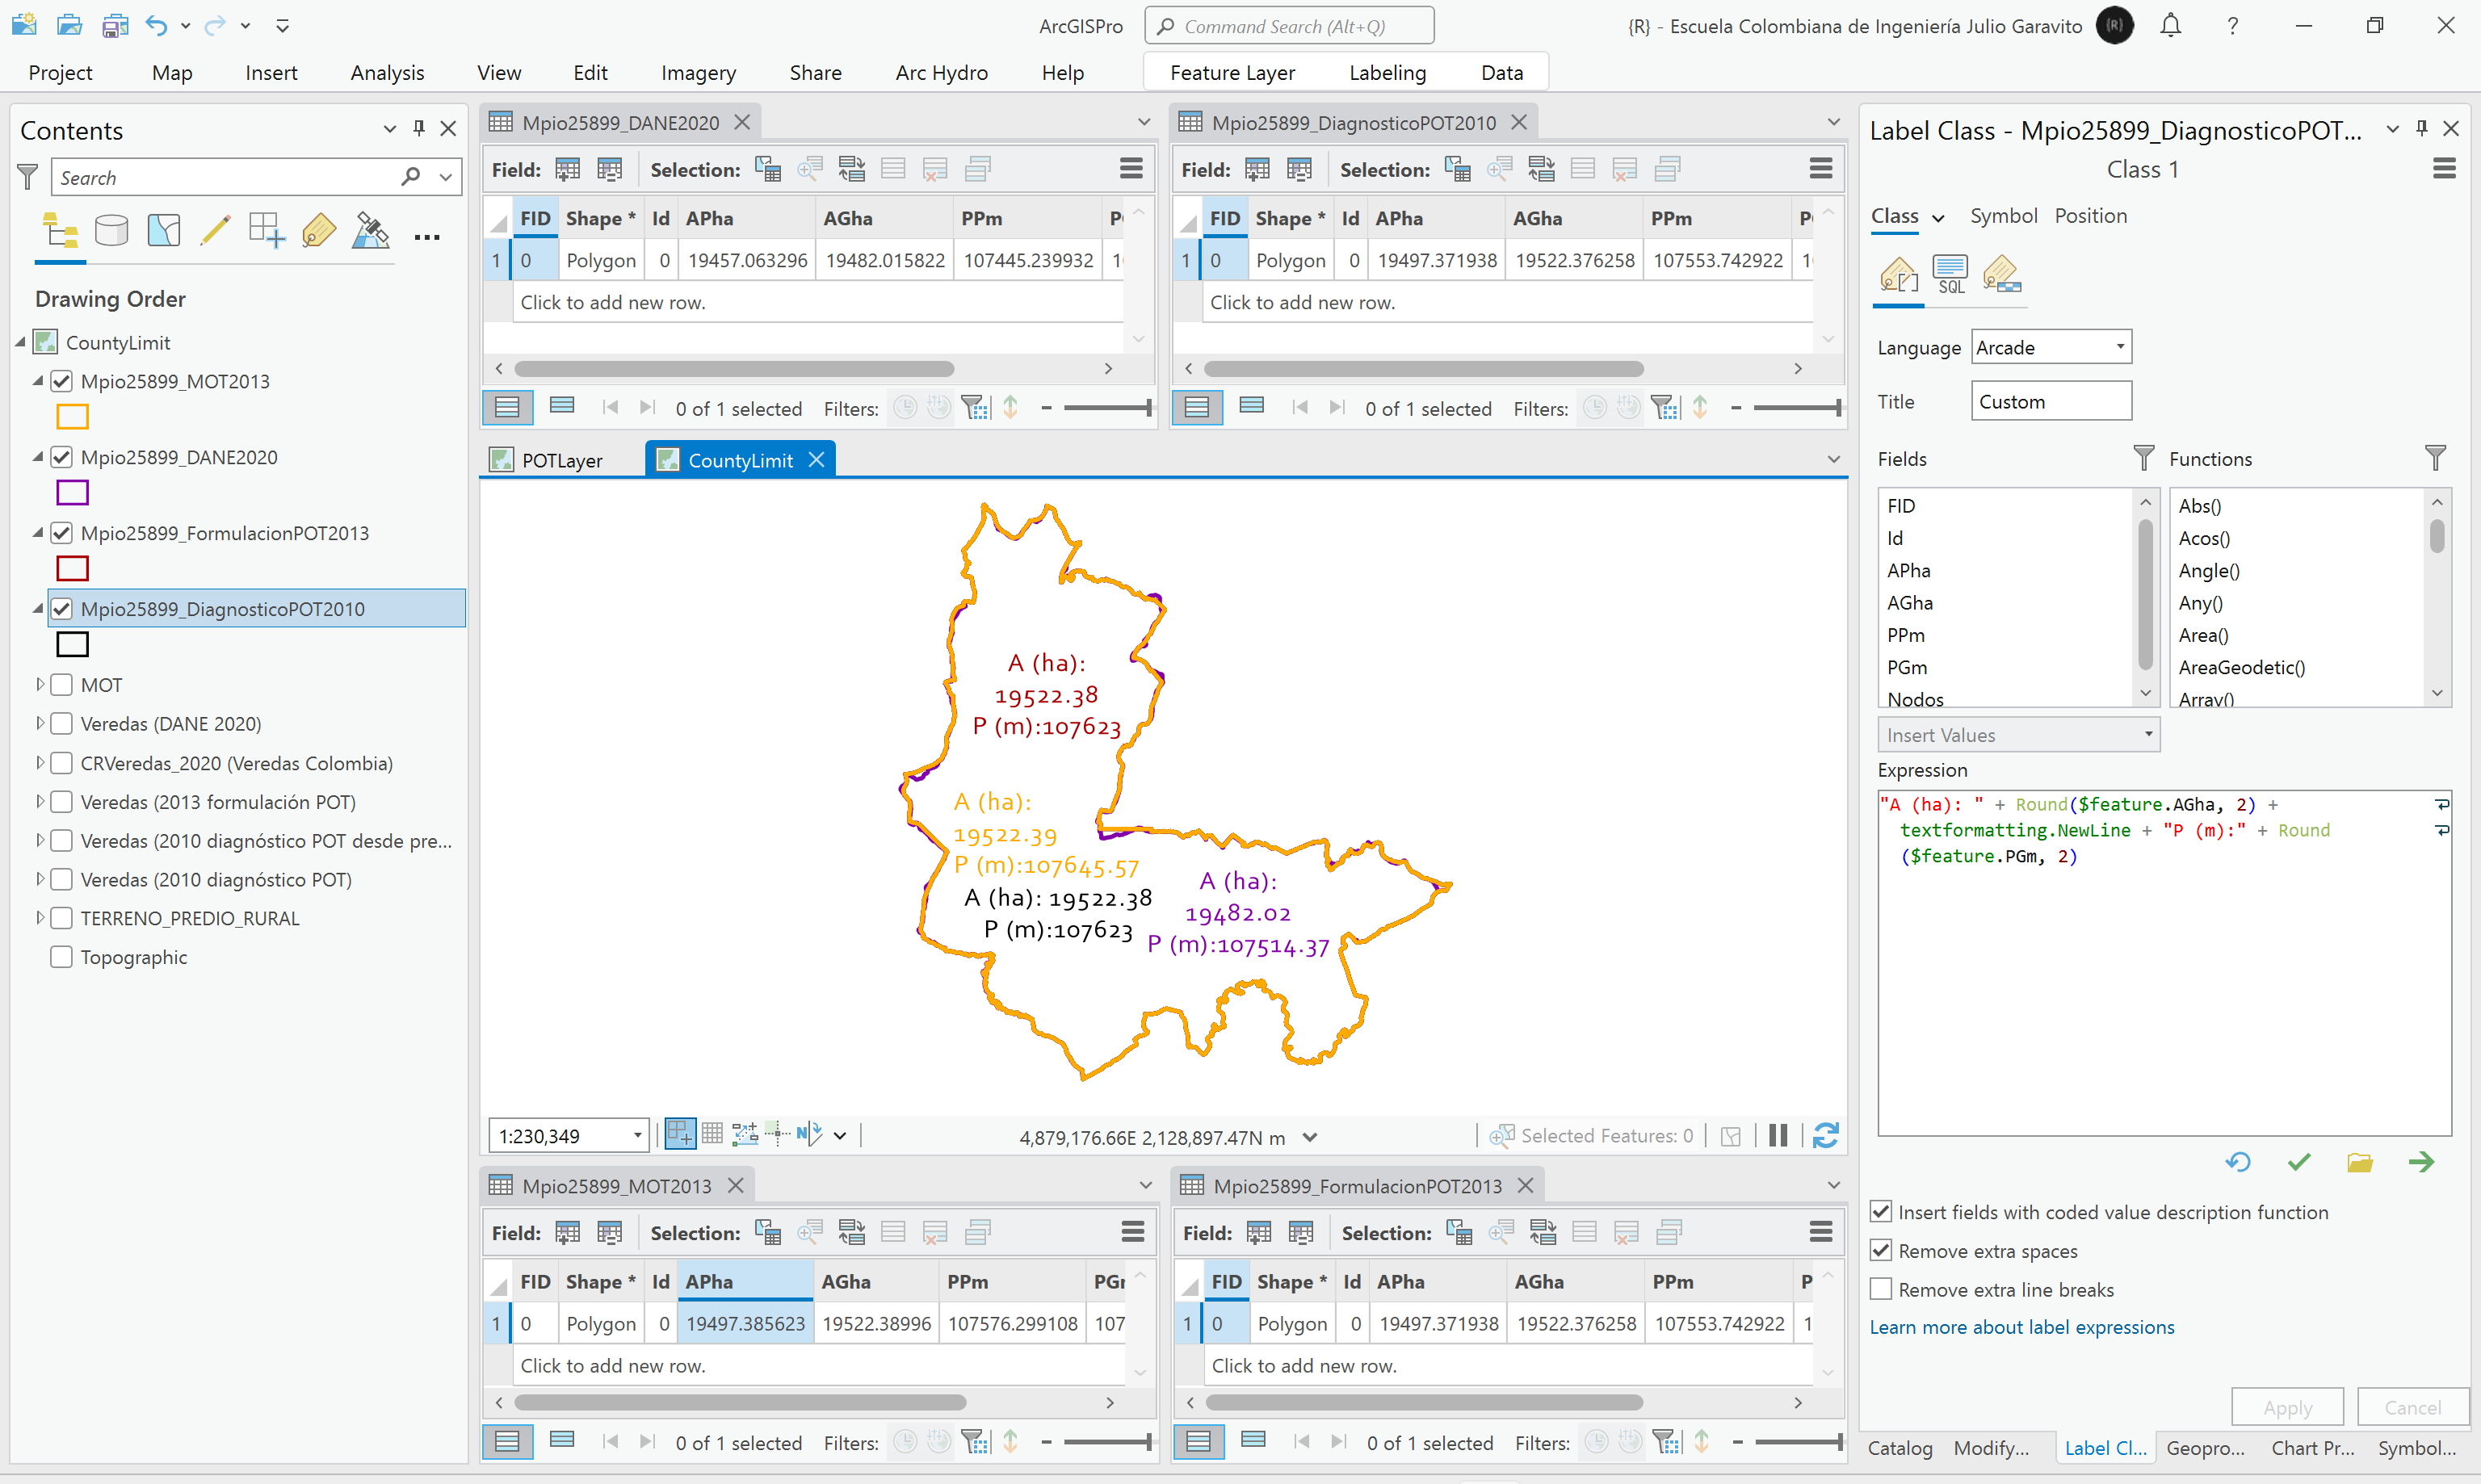 ArcGISPro
Command Search (Alt+Q)
{R} - Escuela Colombiana de Ingeniería Julio Garavito
{R}
Project Map Insert Analysis View Edit Imagery Share Arc Hydro Help Feature Layer Labeling Data
Contents
Search
Drawing Order
CountyLimit
Mpio25899_MOT2013
Mpio25899_DANE2020
Mpio25899_FormulacionPOT2013
Mpio25899_DiagnosticoPOT2010
MOT
Veredas (DANE 2020)
CRVeredas_2020 (Veredas Colombia)
Veredas (2013 formulación POT)
Veredas (2010 diagnóstico POT desde pre...
Veredas (2010 diagnóstico POT)
TERRENO_PREDIO_RURAL
Topographic
Mpio25899_DANE2020
Field: Selection:
FID Shape * Id APha AGha PPm
1 0 Polygon 0 19457.063296 19482.015822 107445.239932
Click to add new row.
0 of 1 selected Filters:
Mpio25899_DiagnosticoPOT2010
Field: Selection:
FID Shape * Id APha AGha PPm
1 0 Polygon 0 19497.371938 19522.376258 107553.742922
Click to add new row.
0 of 1 selected Filters:
POTLayer CountyLimit
A (ha):
19522.38
P (m):107623
A (ha):
19522.39
P (m):107645.57
A (ha): 19522.38
P (m):107623
A (ha):
19482.02
P (m):107514.37
1:230,349
N
4,879,176.66E 2,128,897.47N m
Selected Features: 0
Mpio25899_MOT2013
Field: Selection:
FID Shape * Id APha AGha PPm
1 0 Polygon 0 19497.385623 19522.38996 107576.299108 107
Click to add new row.
0 of 1 selected Filters:
Mpio25899_FormulacionPOT2013
Field: Selection:
FID Shape * Id APha AGha PPm P
1 0 Polygon 0 19497.371938 19522.376258 107553.742922 1
Click to add new row.
0 of 1 selected Filters:
Label Class - Mpio25899_DiagnosticoPOT...
Class 1
Class Symbol Position
SQL
Language Arcade
Title Custom
Fields
FID
Id
APha
AGha
PPm
PGm
Nodos
Functions
Abs()
Acos()
Angle()
Any()
Area()
AreaGeodetic()
Array()
Insert Values
Expression
"A (ha): " + Round($feature.AGha, 2) +
textformatting.NewLine + "P (m):" + Round
($feature.PGm, 2)
Insert fields with coded value description function
Remove extra spaces
Remove extra line breaks
Learn more about label expressions
Apply Cancel
Catalog Modify... Label Cl... Geopro... Chart Pr... Symbol...